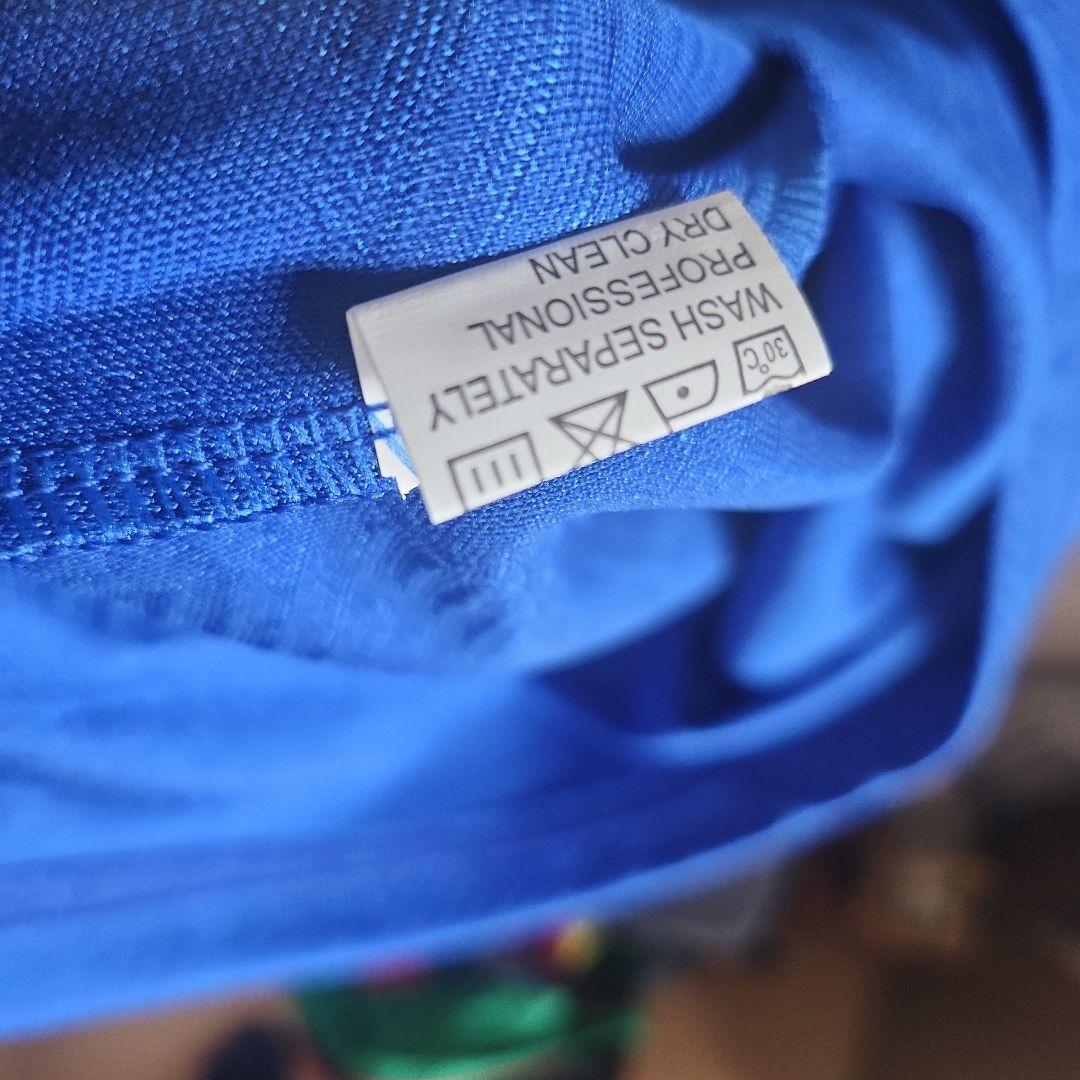 30°C
WASH SEPARATELY
PROFESSIONAL
DRY CLEAN